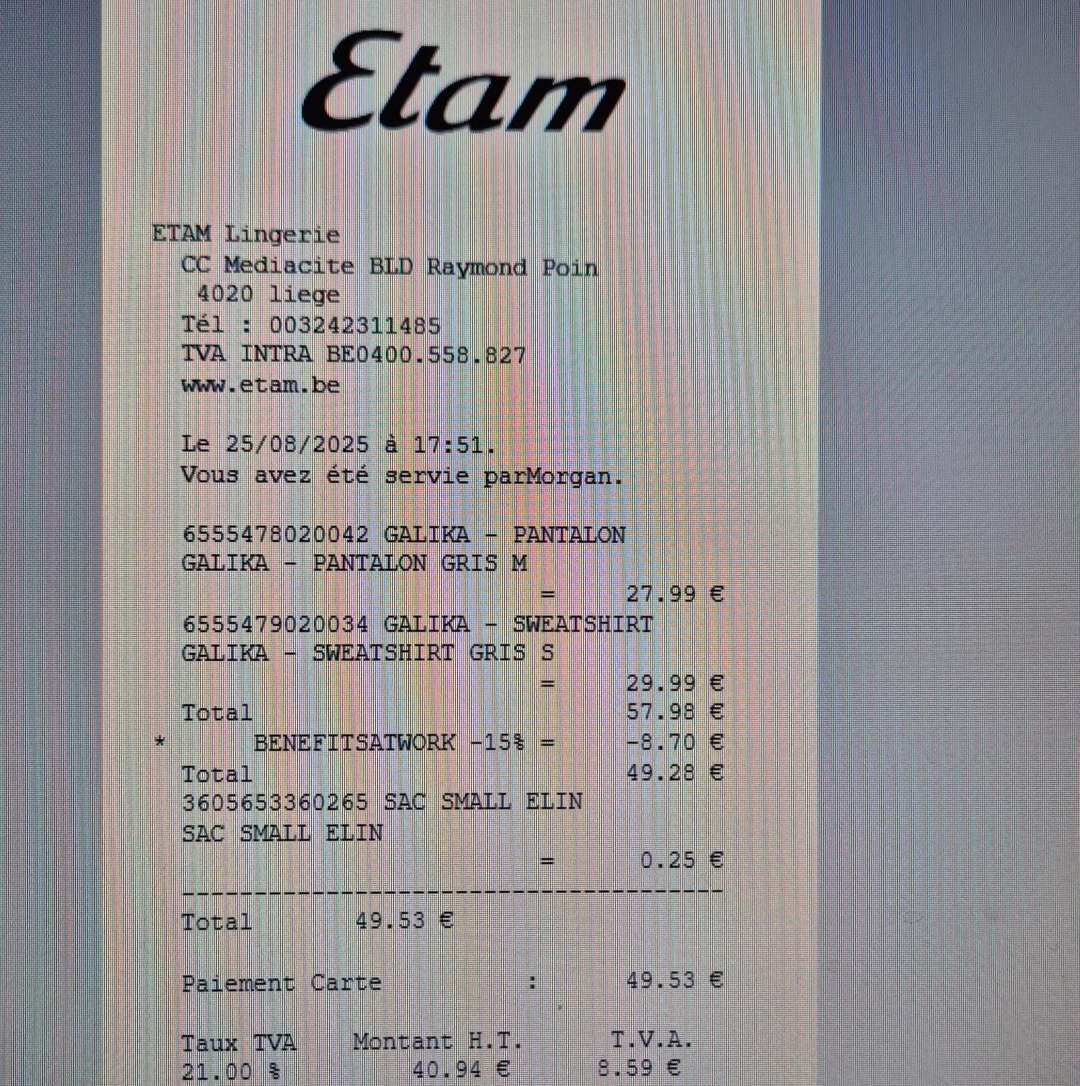 Etam
ETAM Lingerie
CC Mediacite BLD Raymond Poin
4020 liege
Tél : 003242311485
TVA INTRA BE0400.558.827
www.etam.be
Le 25/08/2025 à 17:51.
Vous avez été servie parMorgan.
6555478020042 GALIKA - PANTALON
GALIKA - PANTALON GRIS M
= 27.99 €
6555479020034 GALIKA - SWEATSHIRT
GALIKA - SWEATSHIRT GRIS S
= 29.99 €
Total 57.98 €
* BENEFITSATWORK -15% = -8.70 €
Total 49.28 €
3605653360265 SAC SMALL ELIN
SAC SMALL ELIN
= 0.25 €
--------------------------------------
Total 49.53 €
Paiement Carte : 49.53 €
Taux TVA Montant H.T. T.V.A.
21.00 % 40.94 € 8.59 €